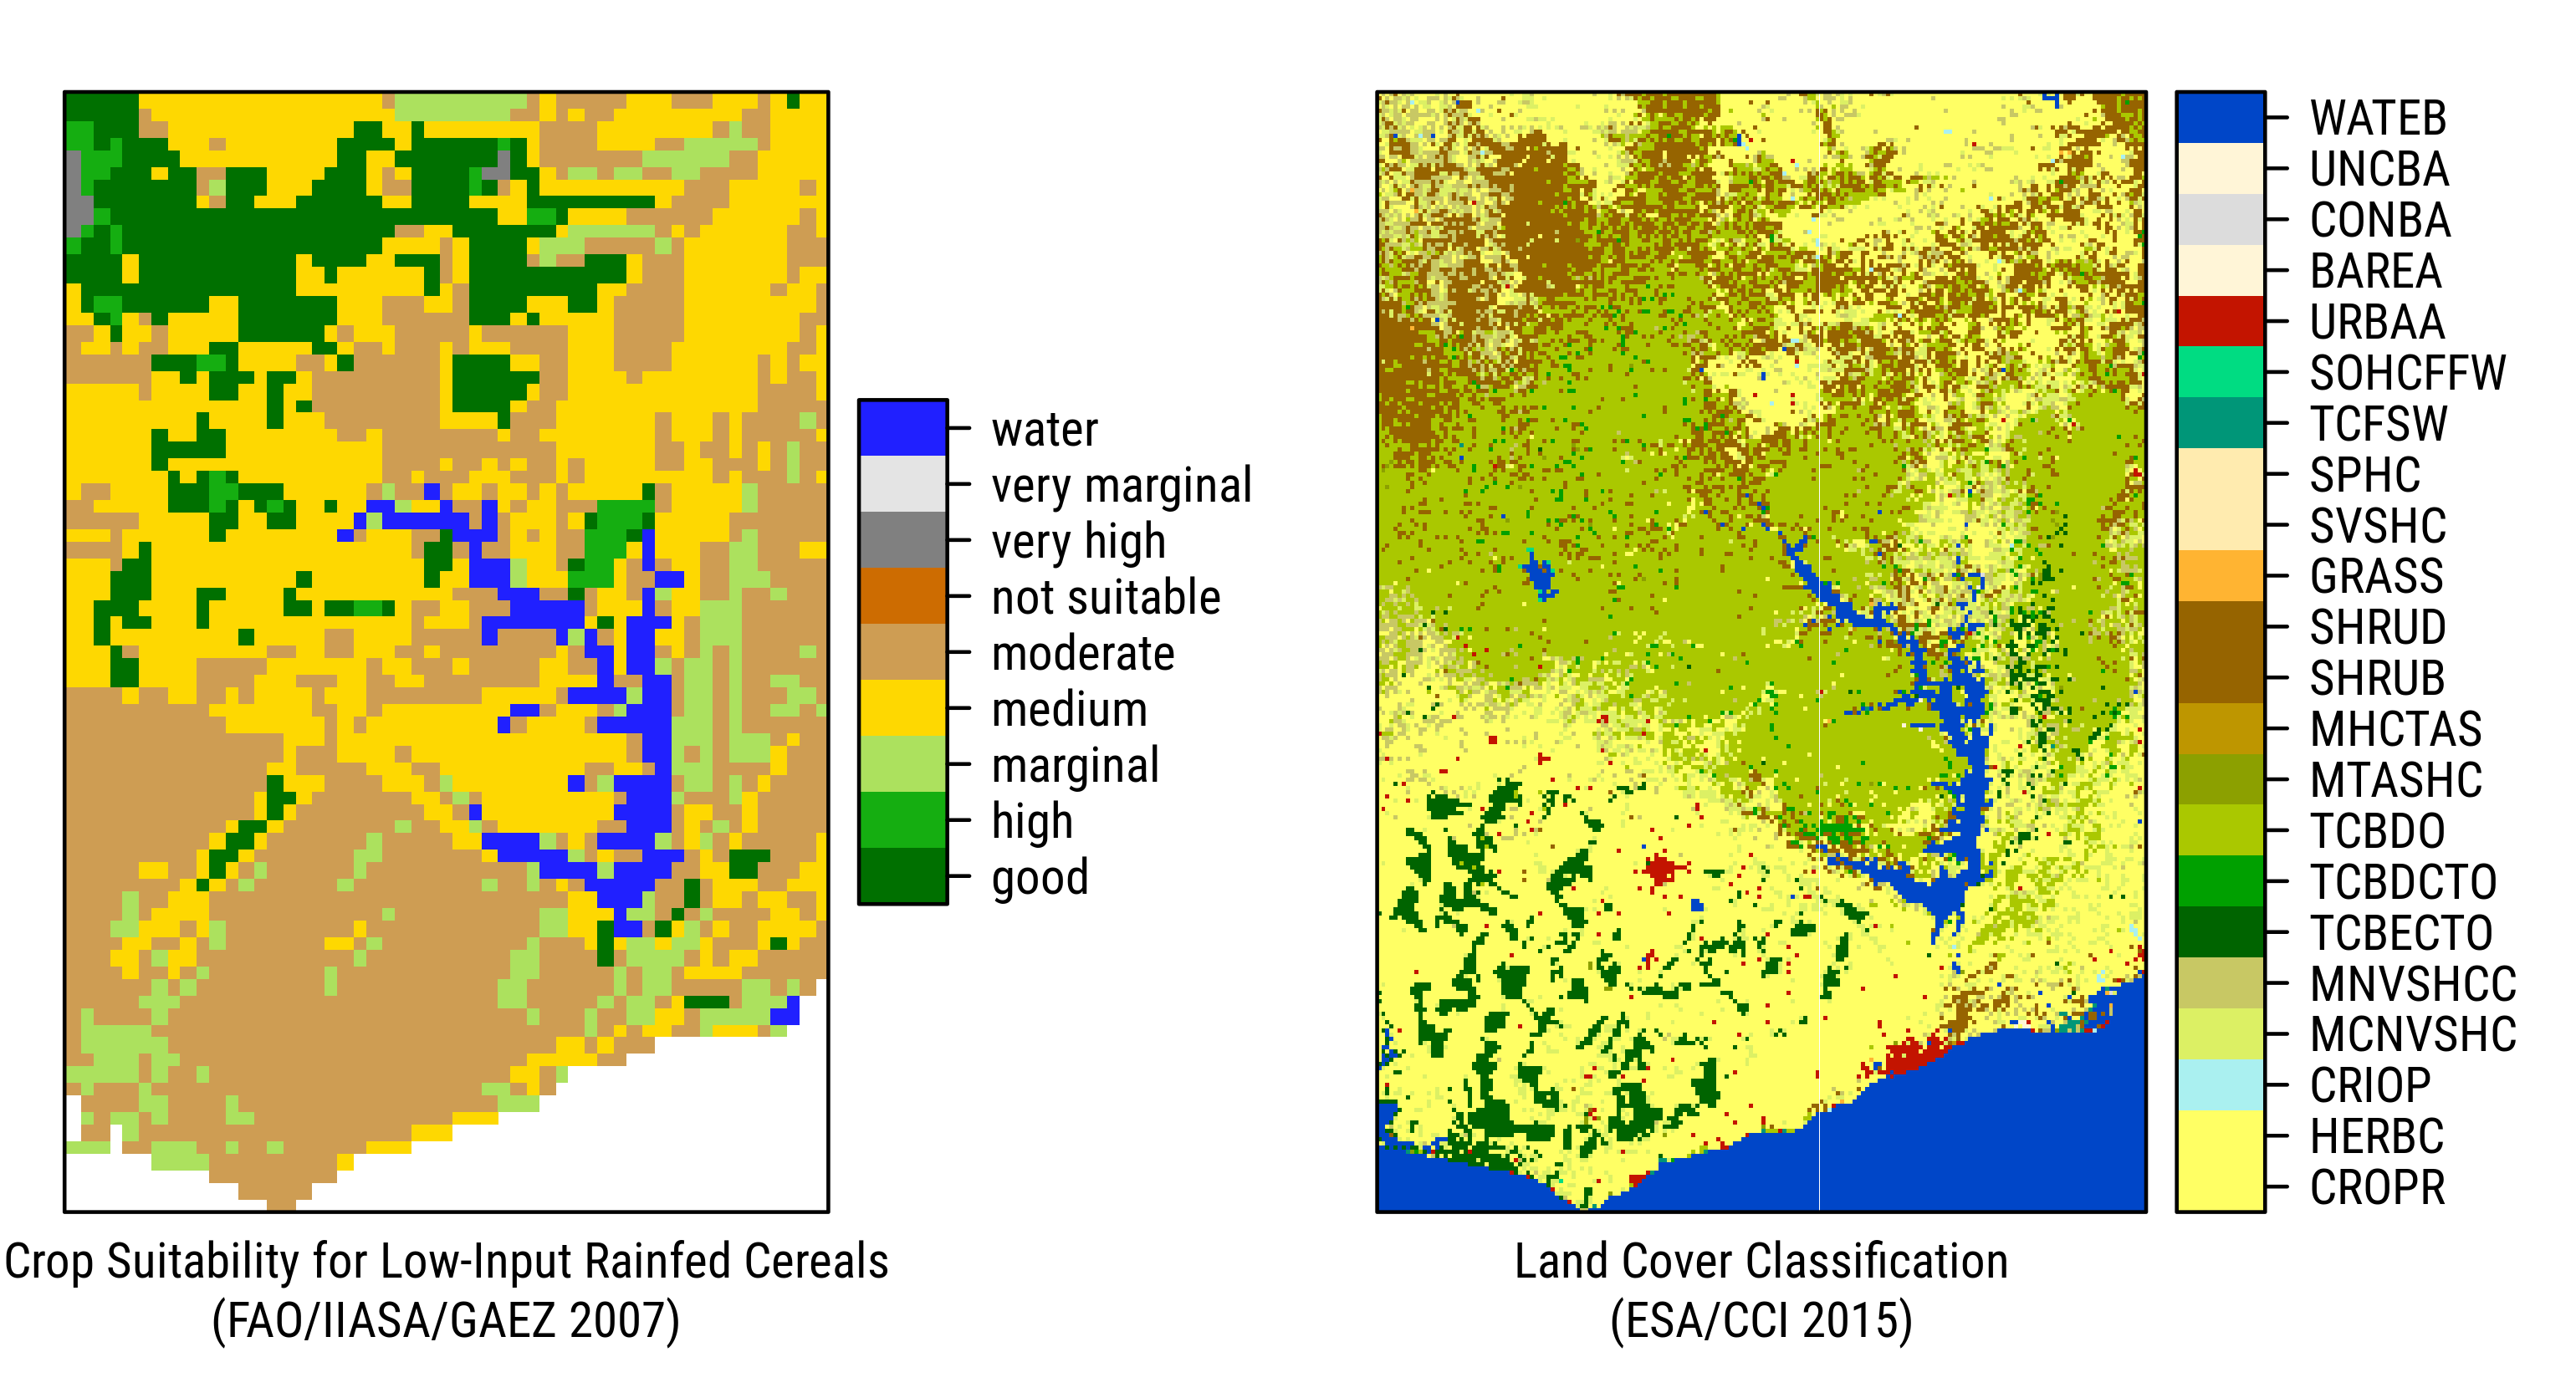 water
very marginal
very high
not suitable
moderate
medium
marginal
high
good
Crop Suitability for Low-Input Rainfed Cereals
(FAO/IIASA/GAEZ 2007)
WATEB
UNCBA
CONBA
BAREA
URBAA
SOHCFFW
TCFSW
SPHC
SVSHC
GRASS
SHRUD
SHRUB
MHCTAS
MTASHC
TCBDO
TCBDCTO
TCBECTO
MNVSHCC
MCNVSHC
CRIOP
HERBC
CROPR
Land Cover Classification
(ESA/CCI 2015)